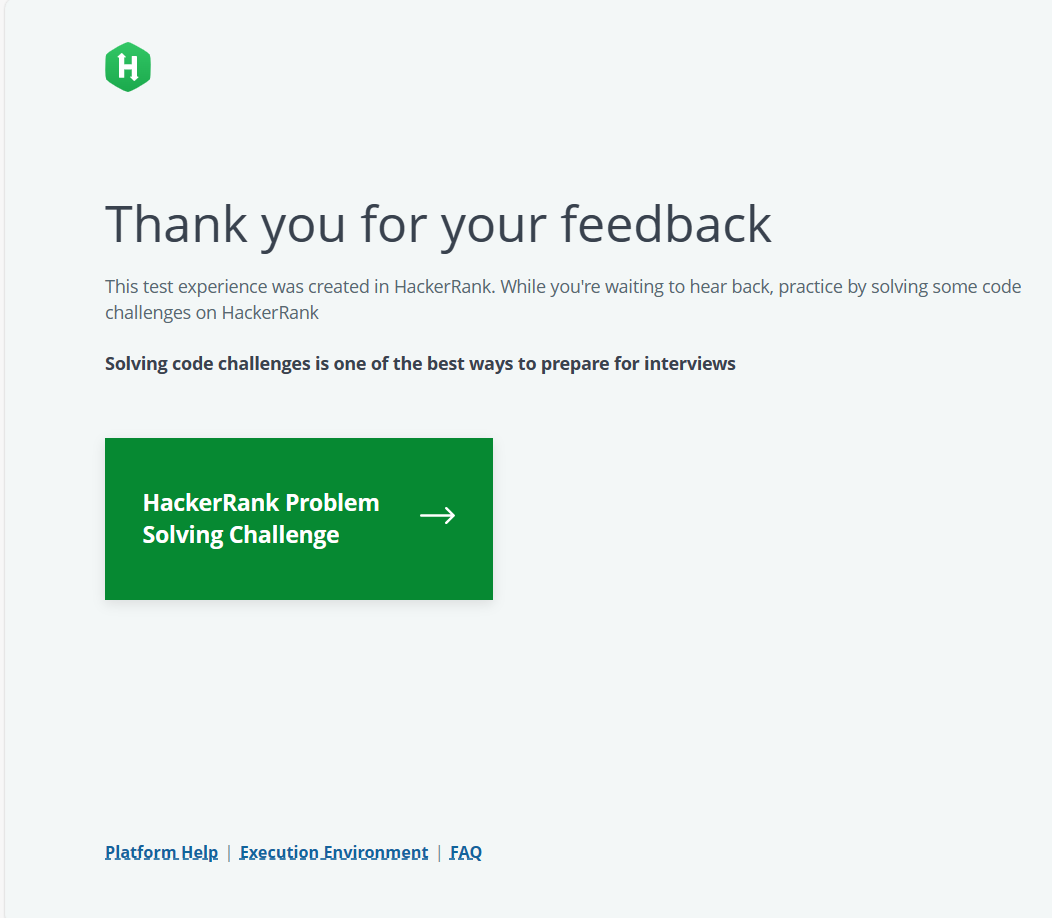 H
Thank you for your feedback
This test experience was created in HackerRank. While you're waiting to hear back, practice by solving some code
challenges on HackerRank
Solving code challenges is one of the best ways to prepare for interviews
HackerRank Problem
Solving Challenge
Platform Help | Execution Environment | FAQ